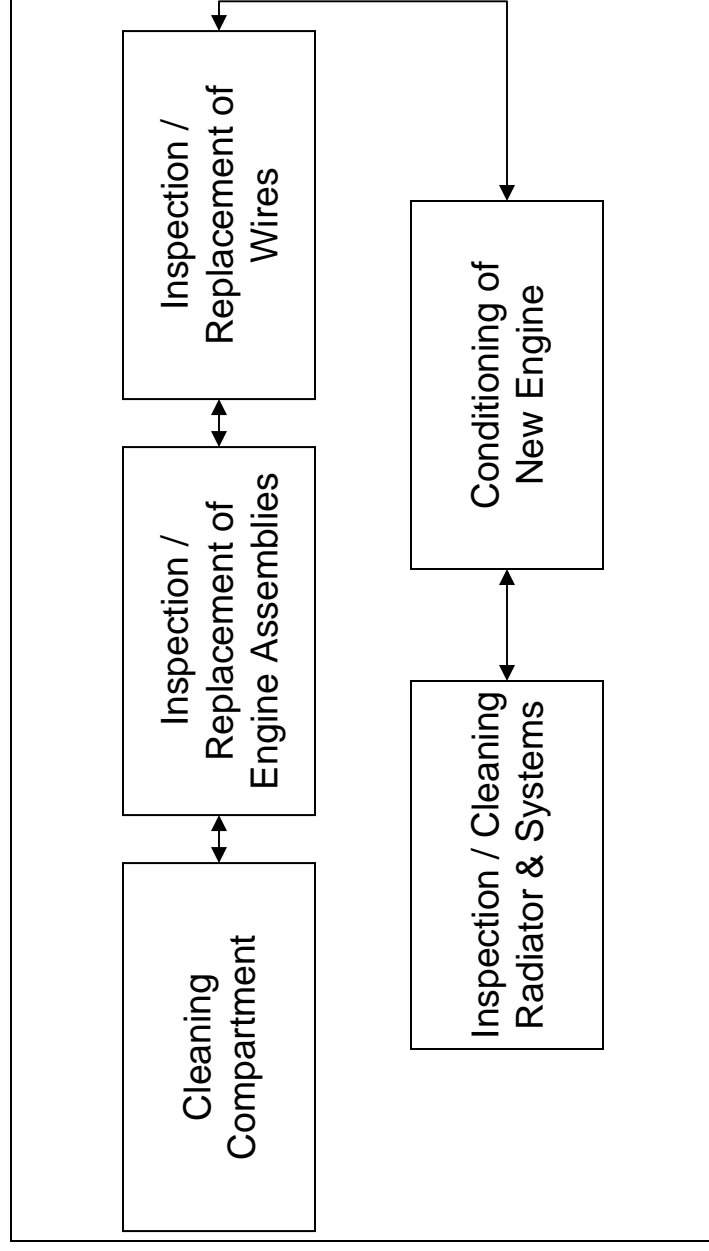 Cleaning
Compartment
Inspection /
Replacement of
Engine Assemblies
Inspection /
Replacement of
Wires
Inspection / Cleaning
Radiator & Systems
Conditioning of
New Engine